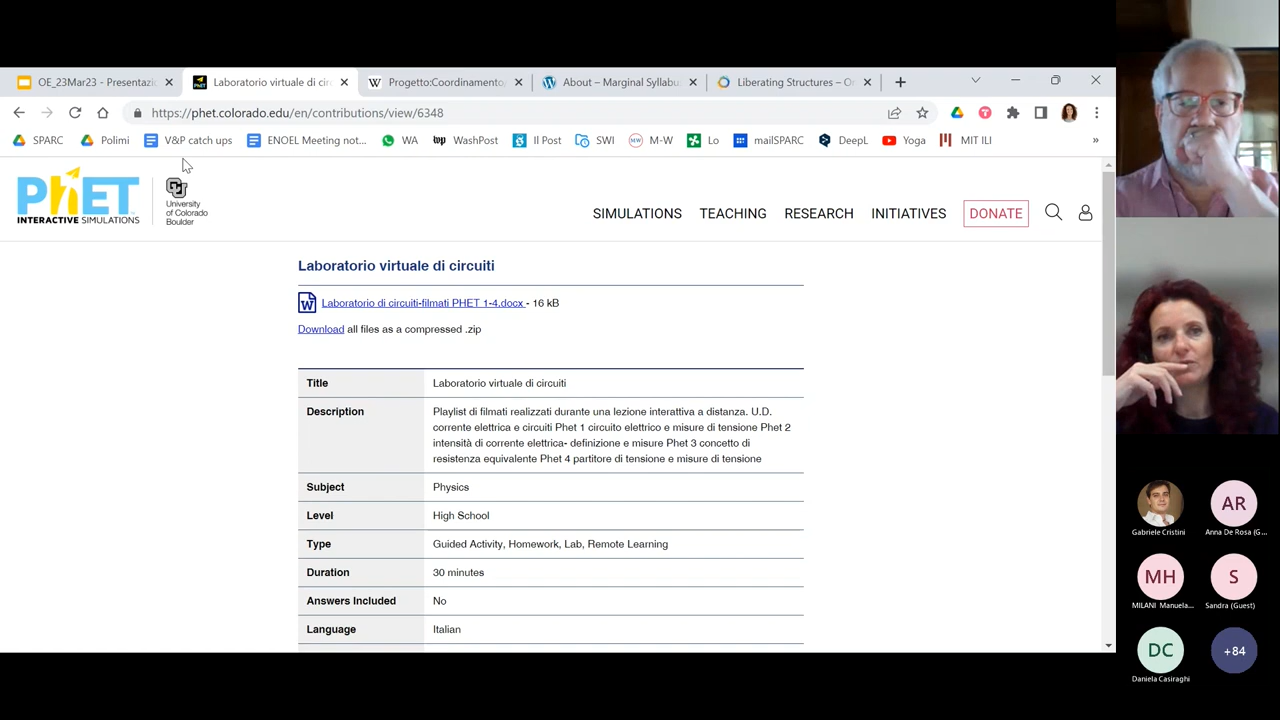 OE_23Mar23 - Presentazi
Laboratorio virtuale di circ
Progetto:Coordinamento/
About – Marginal Syllabu
Liberating Structures – O
https://phet.colorado.edu/en/contributions/view/6348
SPARC
Polimi
V&P catch ups
ENOEL Meeting not...
WA
WashPost
Il Post
SWI
M-W
Lo
mailSPARC
DeepL
Yoga
MIT ILI
PhET
INTERACTIVE SIMULATIONS
University
of Colorado
Boulder
SIMULATIONS
TEACHING
RESEARCH
INITIATIVES
DONATE
Laboratorio virtuale di circuiti
Laboratorio di circuiti-filmati PHET 1-4.docx - 16 kB
Download all files as a compressed .zip
Title Laboratorio virtuale di circuiti
Description Playlist di filmati realizzati durante una lezione interattiva a distanza. U.D.
corrente elettrica e circuiti Phet 1 circuito elettrico e misure di tensione Phet 2
intensità di corrente elettrica- definizione e misure Phet 3 concetto di
resistenza equivalente Phet 4 partitore di tensione e misure di tensione
Subject Physics
Level High School
Type Guided Activity, Homework, Lab, Remote Learning
Duration 30 minutes
Answers Included No
Language Italian
AR
Gabriele Cristini
Anna De Rosa (G...
MH
S
MILANI Manuela...
Sandra (Guest)
DC
+84
Daniela Casiraghi